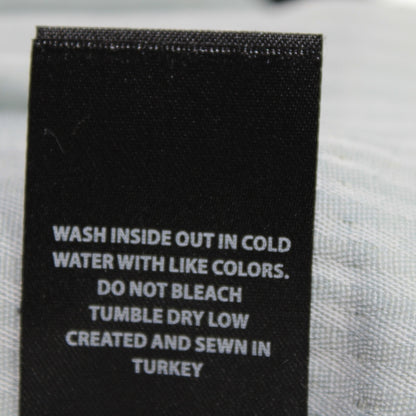 WASH INSIDE OUT IN COLD
WATER WITH LIKE COLORS.
DO NOT BLEACH
TUMBLE DRY LOW
CREATED AND SEWN IN
TURKEY